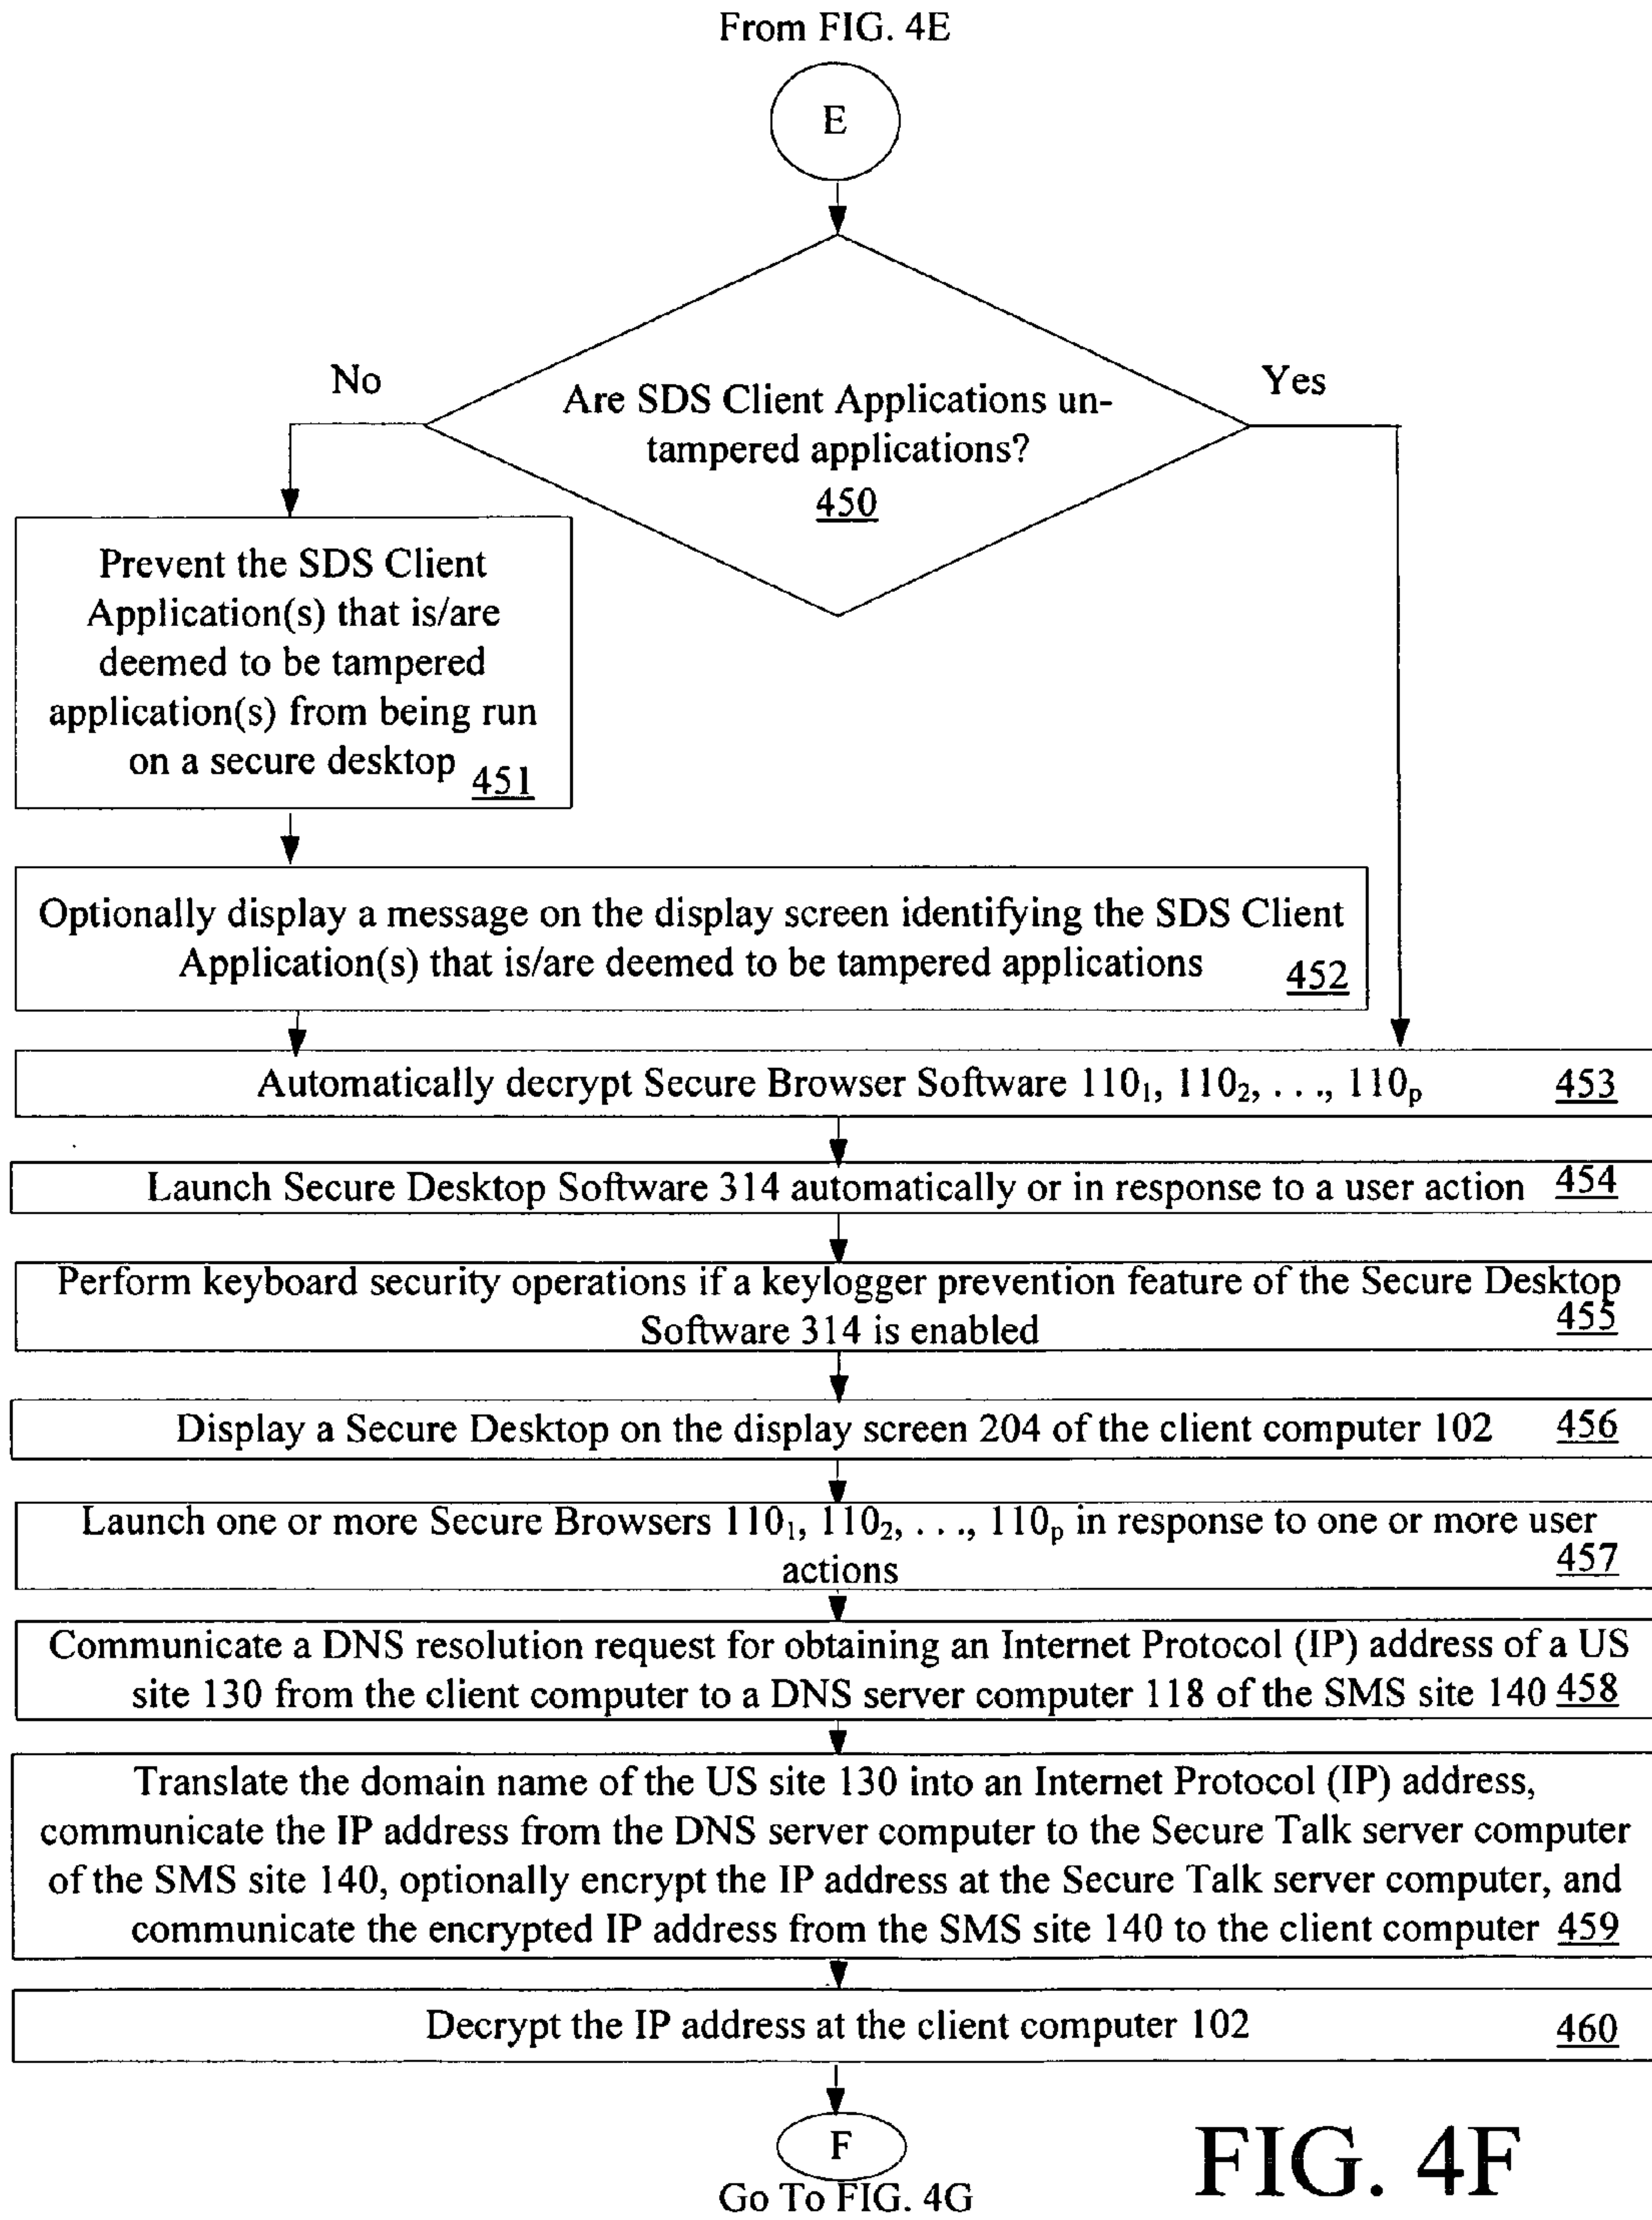 From FIG. 4E
E
No
Yes
Are SDS Client Applications un-
tampered applications?
450
Prevent the SDS Client
Application(s) that is/are
deemed to be tampered
application(s) from being run
on a secure desktop 451
Optionally display a message on the display screen identifying the SDS Client
Application(s) that is/are deemed to be tampered applications 452
Automatically decrypt Secure Browser Software 110₁, 110₂, . . ., 110ₚ 453
Launch Secure Desktop Software 314 automatically or in response to a user action 454
Perform keyboard security operations if a keylogger prevention feature of the Secure Desktop
Software 314 is enabled 455
Display a Secure Desktop on the display screen 204 of the client computer 102 456
Launch one or more Secure Browsers 110₁, 110₂, . . ., 110ₚ in response to one or more user
actions 457
Communicate a DNS resolution request for obtaining an Internet Protocol (IP) address of a US
site 130 from the client computer to a DNS server computer 118 of the SMS site 140 458
Translate the domain name of the US site 130 into an Internet Protocol (IP) address,
communicate the IP address from the DNS server computer to the Secure Talk server computer
of the SMS site 140, optionally encrypt the IP address at the Secure Talk server computer, and
communicate the encrypted IP address from the SMS site 140 to the client computer 459
Decrypt the IP address at the client computer 102 460
F
Go To FIG. 4G
FIG. 4F